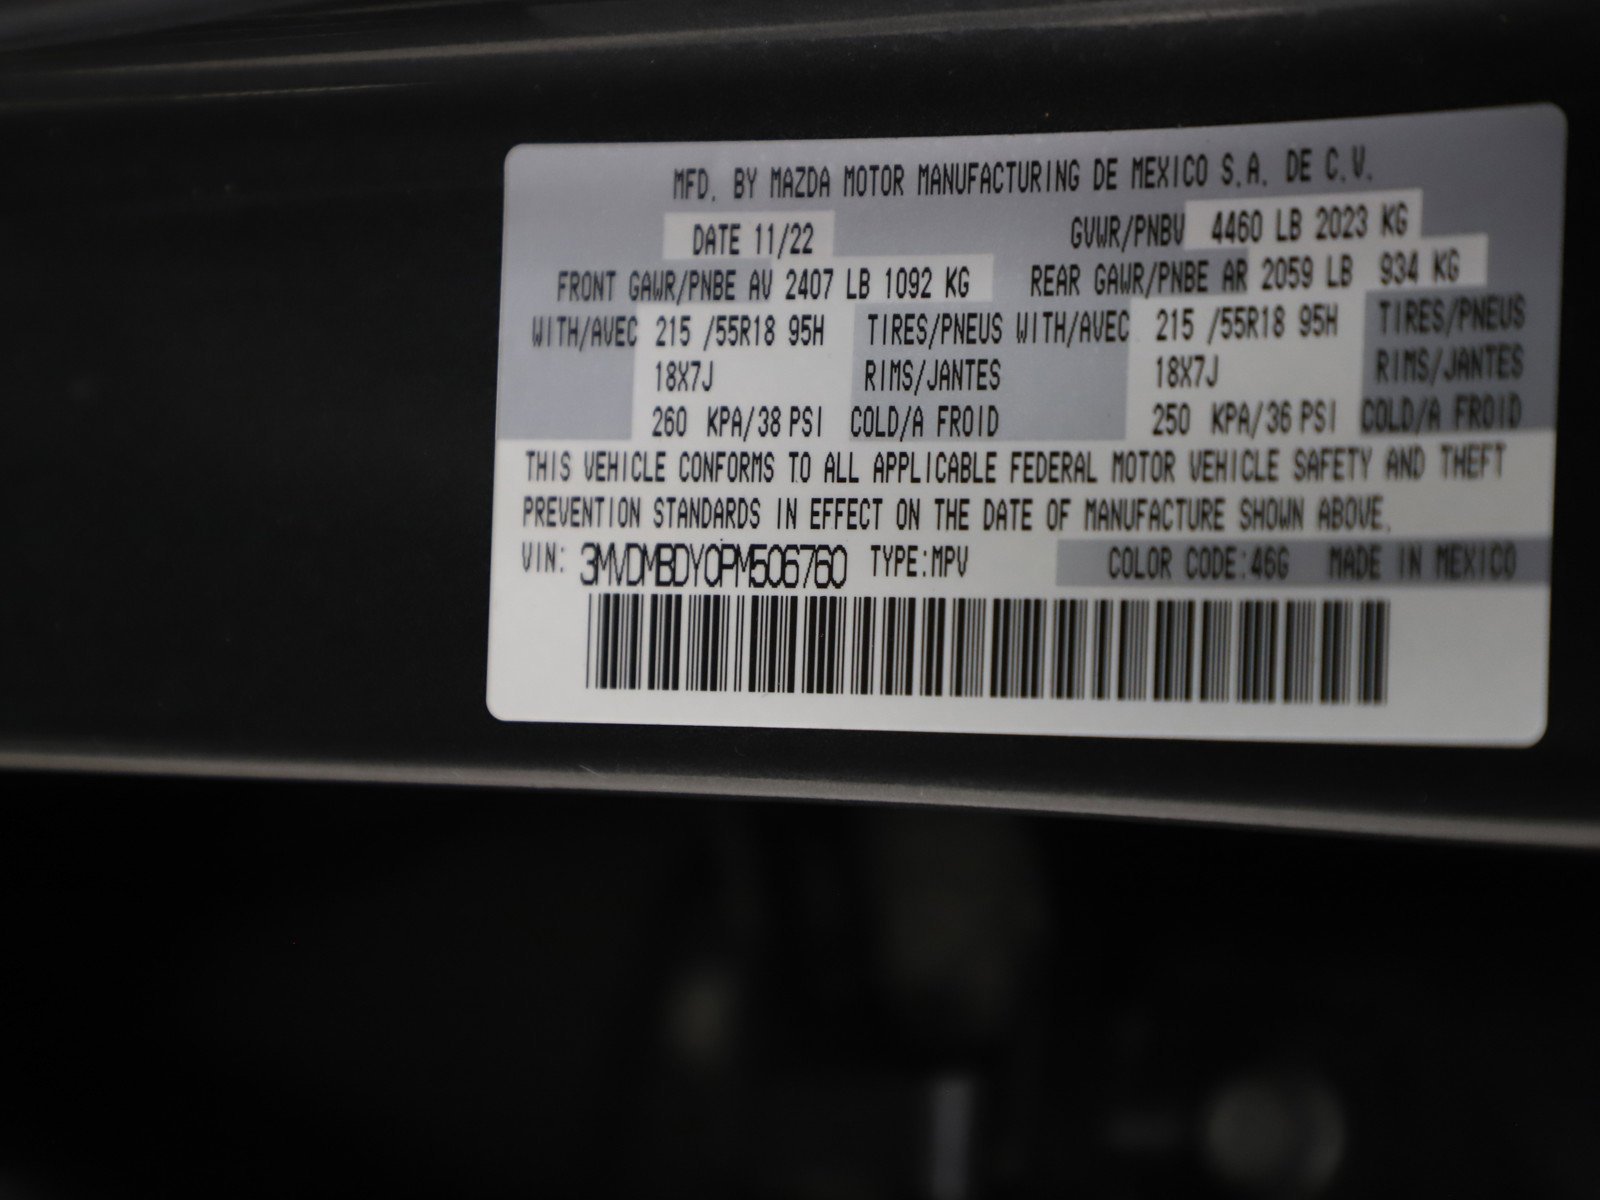 MFD. BY MAZDA MOTOR MANUFACTURING DE MEXICO S.A. DE C.V.
DATE 11/22 GVWR/PNBV 4460 LB 2023 KG
FRONT GAWR/PNBE AV 2407 LB 1092 KG REAR GAWR/PNBE AR 2059 LB 934 KG
WITH/AVEC 215 /55R18 95H TIRES/PNEUS WITH/AVEC 215 /55R18 95H TIRES/PNEUS
18X7J RIMS/JANTES 18X7J RIMS/JANTES
260 KPA/38 PSI COLD/A FROID 250 KPA/36 PSI COLD/A FROID
THIS VEHICLE CONFORMS TO ALL APPLICABLE FEDERAL MOTOR VEHICLE SAFETY AND THEFT
PREVENTION STANDARDS IN EFFECT ON THE DATE OF MANUFACTURE SHOWN ABOVE.
VIN: 3MVDMBDY0PM506760 TYPE:MPV COLOR CODE:46G MADE IN MEXICO